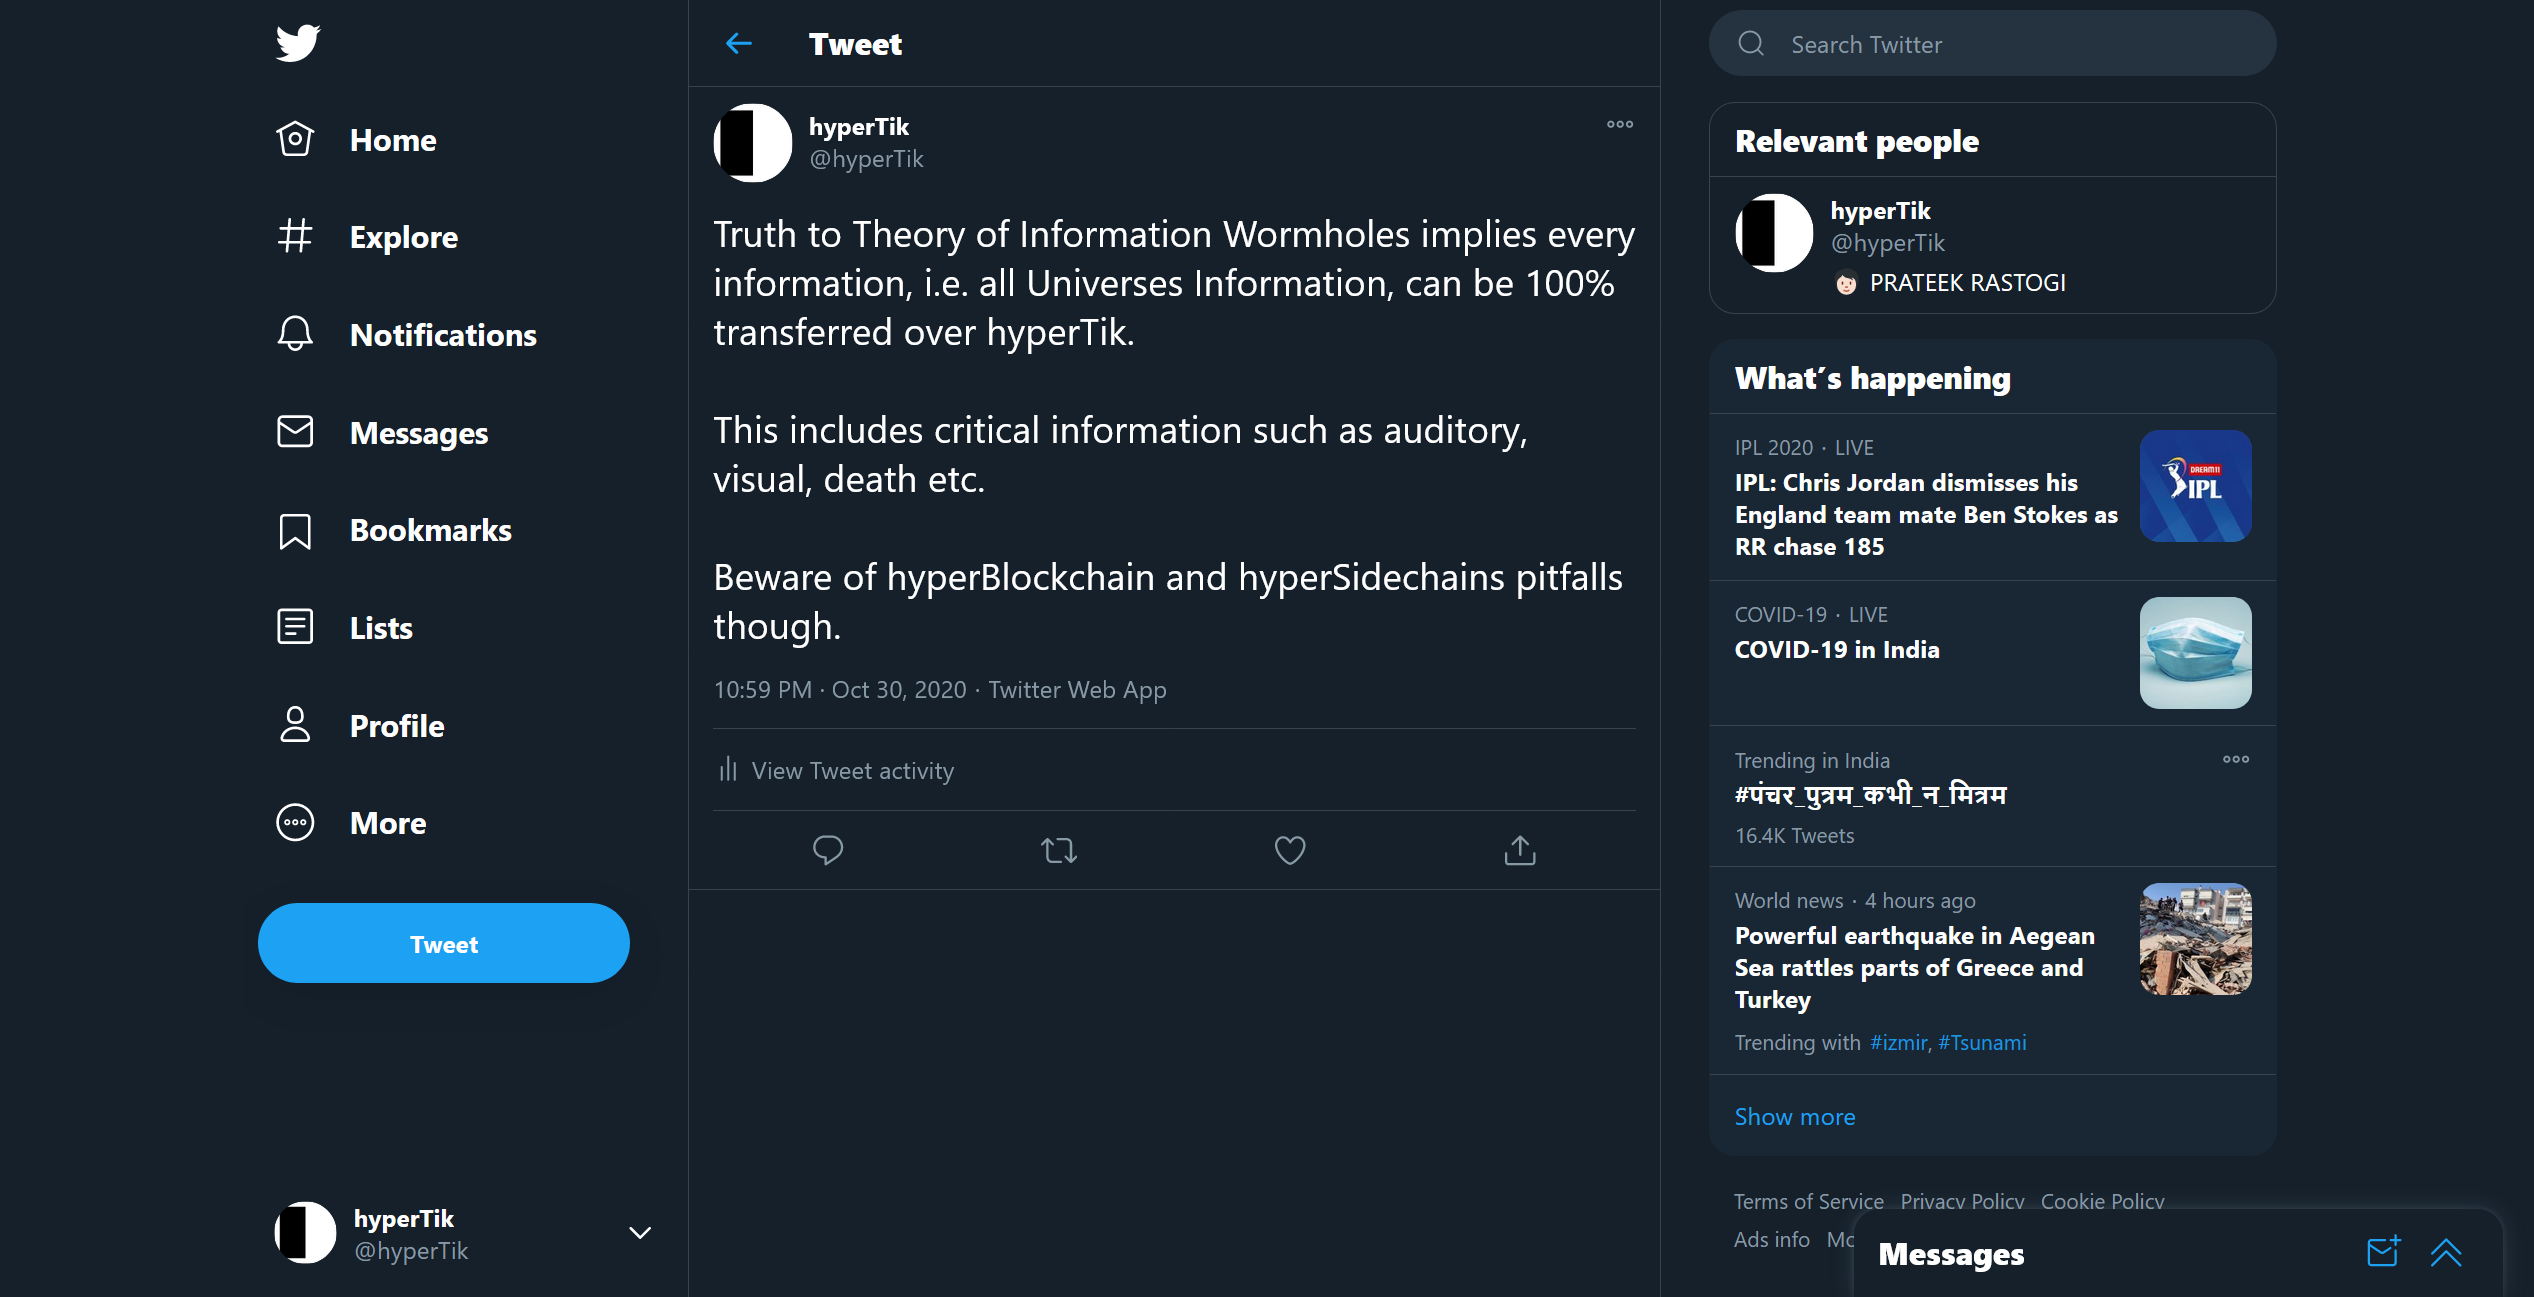 Home
Explore
Notifications
Messages
Bookmarks
Lists
Profile
More
Tweet
hyperTik
@hyperTik
Tweet
hyperTik
@hyperTik
Truth to Theory of Information Wormholes implies every
information, i.e. all Universes Information, can be 100%
transferred over hyperTik.
This includes critical information such as auditory,
visual, death etc.
Beware of hyperBlockchain and hyperSidechains pitfalls
though.
10:59 PM · Oct 30, 2020 · Twitter Web App
View Tweet activity
Search Twitter
Relevant people
hyperTik
@hyperTik
PRATEEK RASTOGI
What's happening
IPL 2020 · LIVE
IPL: Chris Jordan dismisses his
England team mate Ben Stokes as
RR chase 185
DREAM11
IPL
COVID-19 · LIVE
COVID-19 in India
Trending in India
#पंचर_पुत्रम_कभी_न_मित्रम
16.4K Tweets
World news · 4 hours ago
Powerful earthquake in Aegean
Sea rattles parts of Greece and
Turkey
Trending with #izmir, #Tsunami
Show more
Terms of Service Privacy Policy Cookie Policy
Ads info
Messages